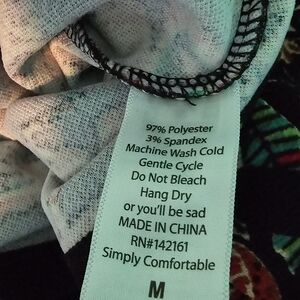 97% Polyester
3% Spandex
Machine Wash Cold
Gentle Cycle
Do Not Bleach
Hang Dry
or you'll be sad
MADE IN CHINA
RN#142161
Simply Comfortable
M